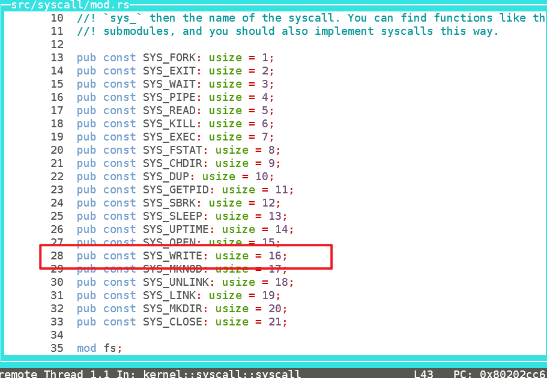 src/syscall/mod.rs
10 //! `sys_` then the name of the syscall. You can find functions like th
11 //! submodules, and you should also implement syscalls this way.
12
13 pub const SYS_FORK: usize = 1;
14 pub const SYS_EXIT: usize = 2;
15 pub const SYS_WAIT: usize = 3;
16 pub const SYS_PIPE: usize = 4;
17 pub const SYS_READ: usize = 5;
18 pub const SYS_KILL: usize = 6;
19 pub const SYS_EXEC: usize = 7;
20 pub const SYS_FSTAT: usize = 8;
21 pub const SYS_CHDIR: usize = 9;
22 pub const SYS_DUP: usize = 10;
23 pub const SYS_GETPID: usize = 11;
24 pub const SYS_SBRK: usize = 12;
25 pub const SYS_SLEEP: usize = 13;
26 pub const SYS_UPTIME: usize = 14;
27 pub const SYS_OPEN: usize = 15;
28 pub const SYS_WRITE: usize = 16;
29 pub const SYS_MKNOD: usize = 17;
30 pub const SYS_UNLINK: usize = 18;
31 pub const SYS_LINK: usize = 19;
32 pub const SYS_MKDIR: usize = 20;
33 pub const SYS_CLOSE: usize = 21;
34
35 mod fs;
remote Thread 1.1 In: kernel::syscall::syscall L43 PC: 0x80202cc6